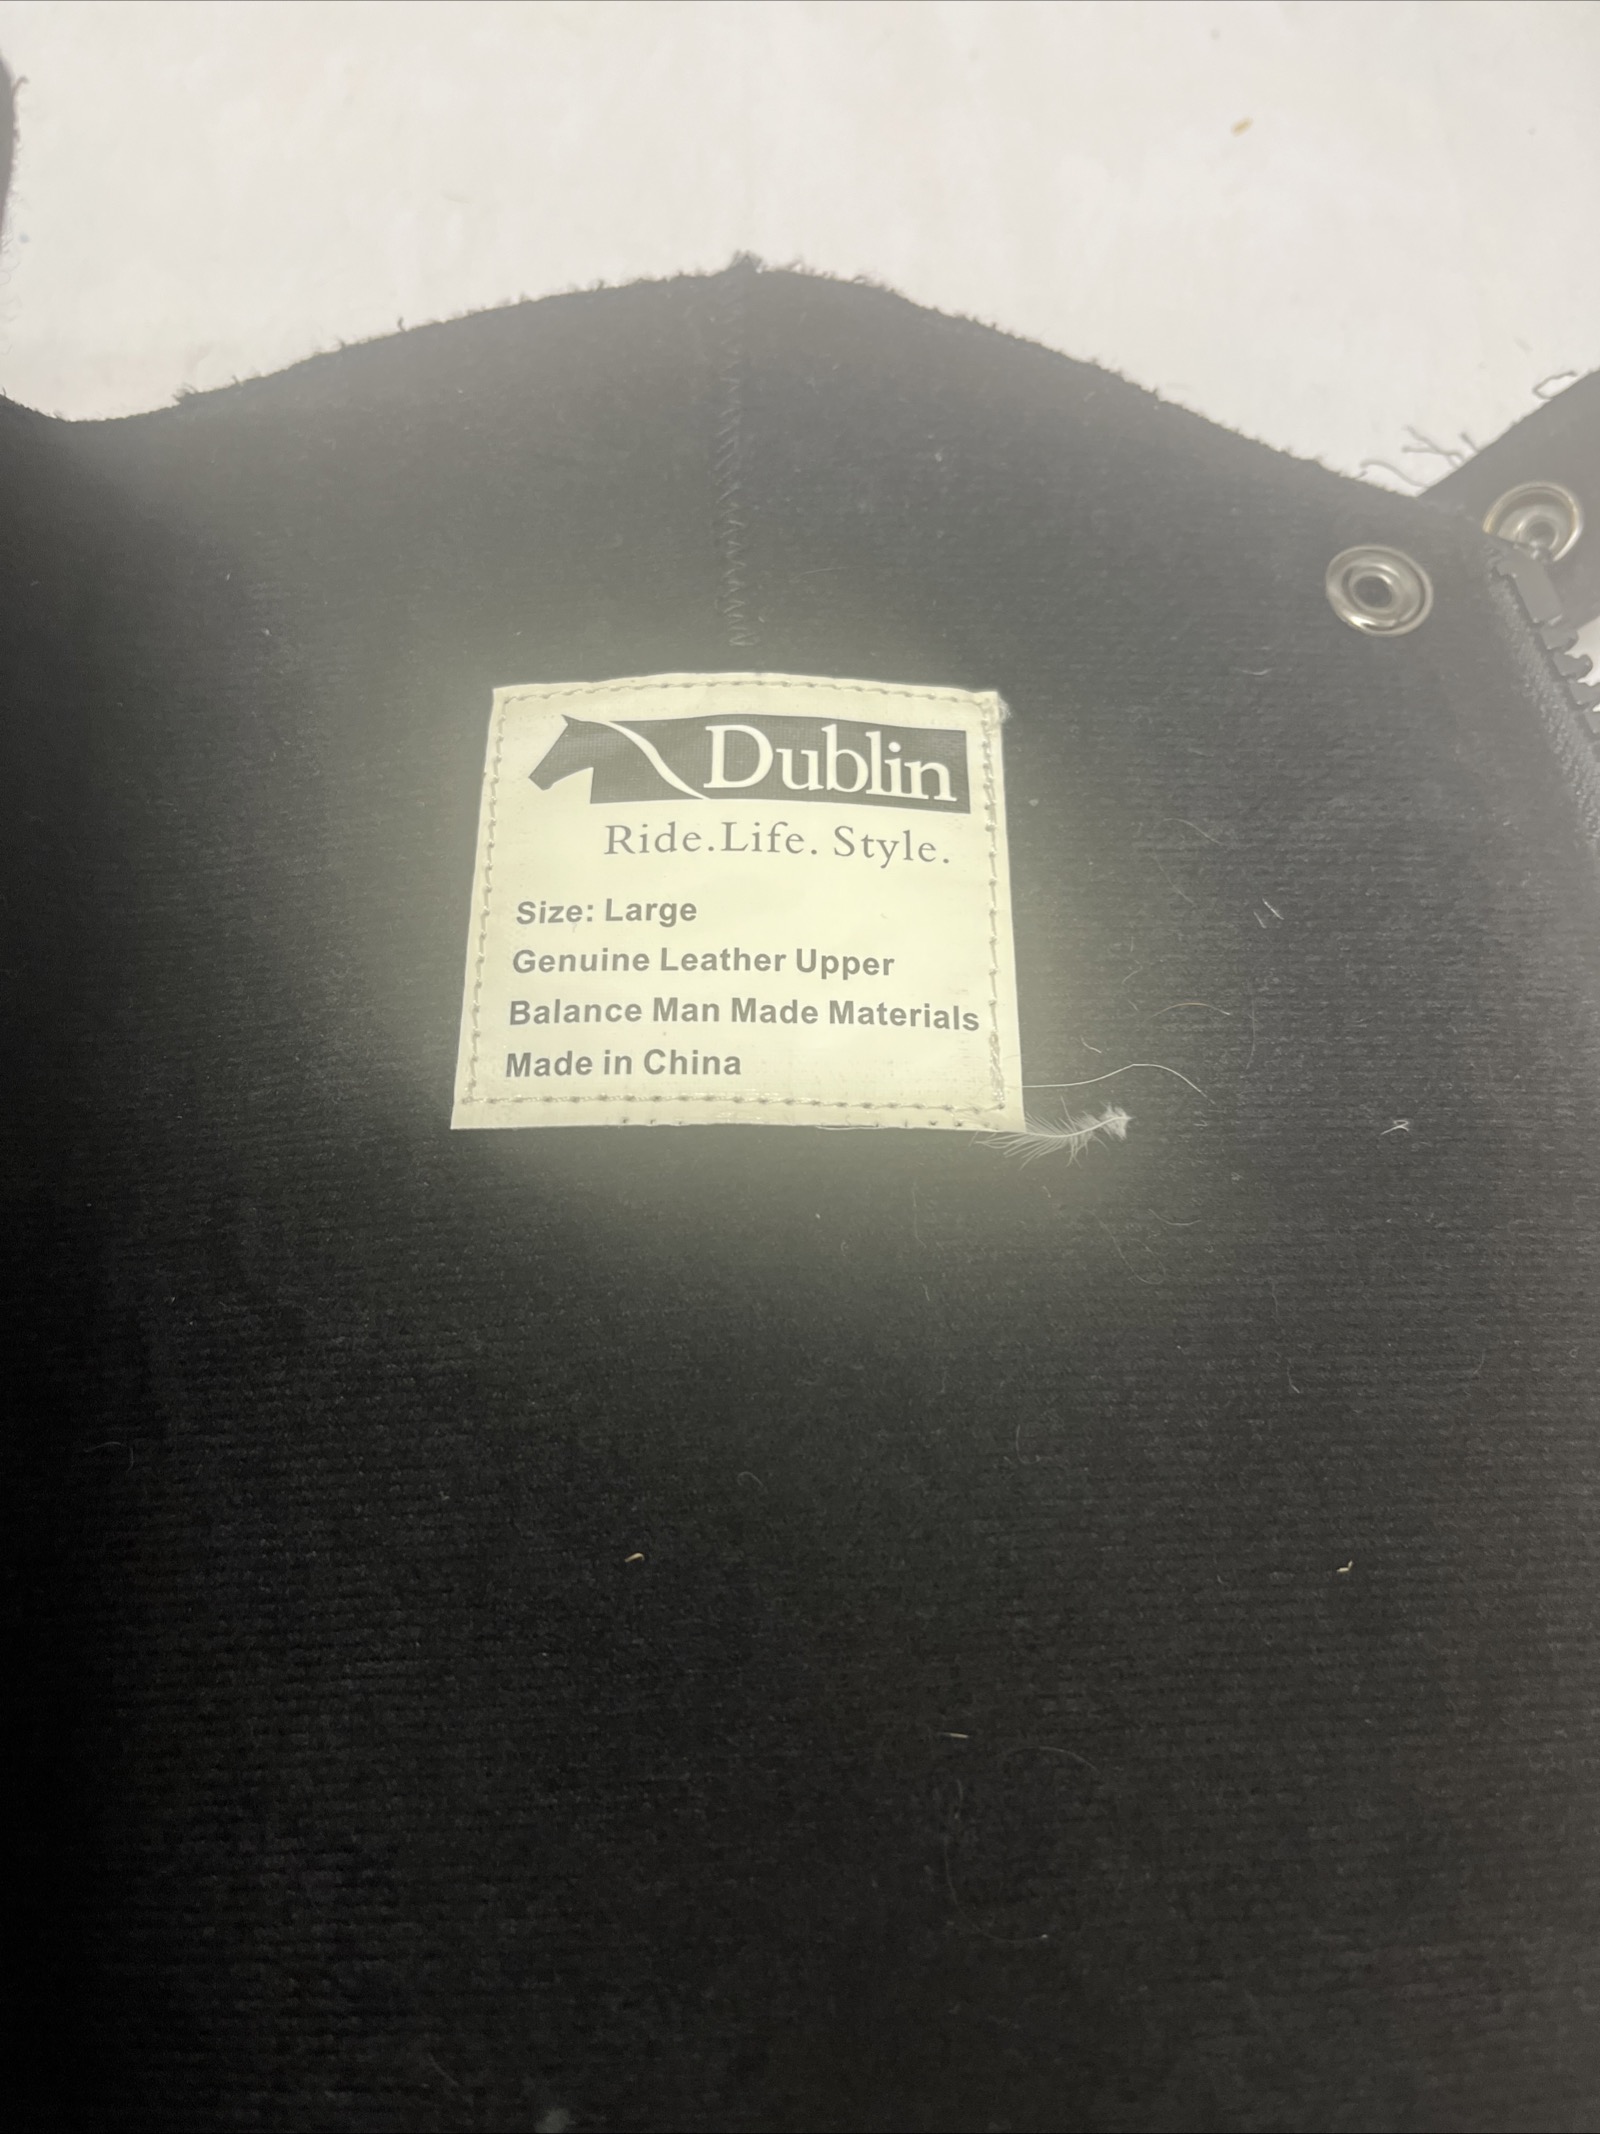 Dublin
Ride.Life. Style.
Size: Large
Genuine Leather Upper
Balance Man Made Materials
Made in China